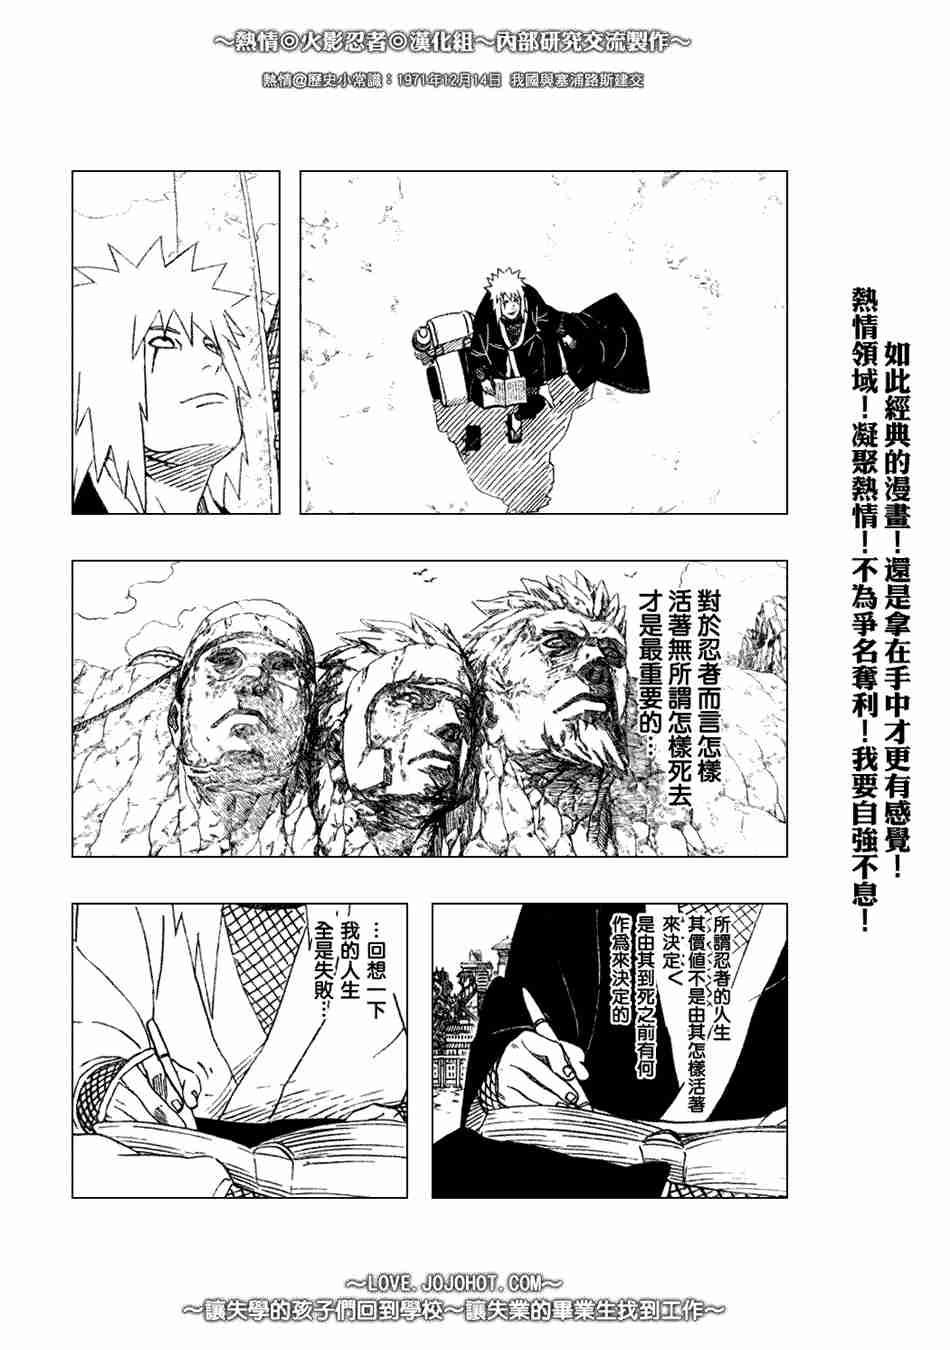 ～熱情◎火影忍者◎漢化組～內部研究交流製作～
熱情@歷史小常識：1971年12月14日 我國與塞浦路斯建交
如此經典的漫畫！還是拿在手中才更有感覺！
熱情領域！凝聚熱情！不為爭名奪利！我要自強不息！
對於忍者而言怎樣
活著無所謂怎樣死去
才是最重要的…
所謂忍者的人生
其價值不是由其怎樣活著
來決定
是由其到死之前有何
作為來決定的
…回想一下
我的人生
全是失敗…
～LOVE.JOJOHOT.COM～
～讓失學的孩子們回到學校～讓失業的畢業生找到工作～